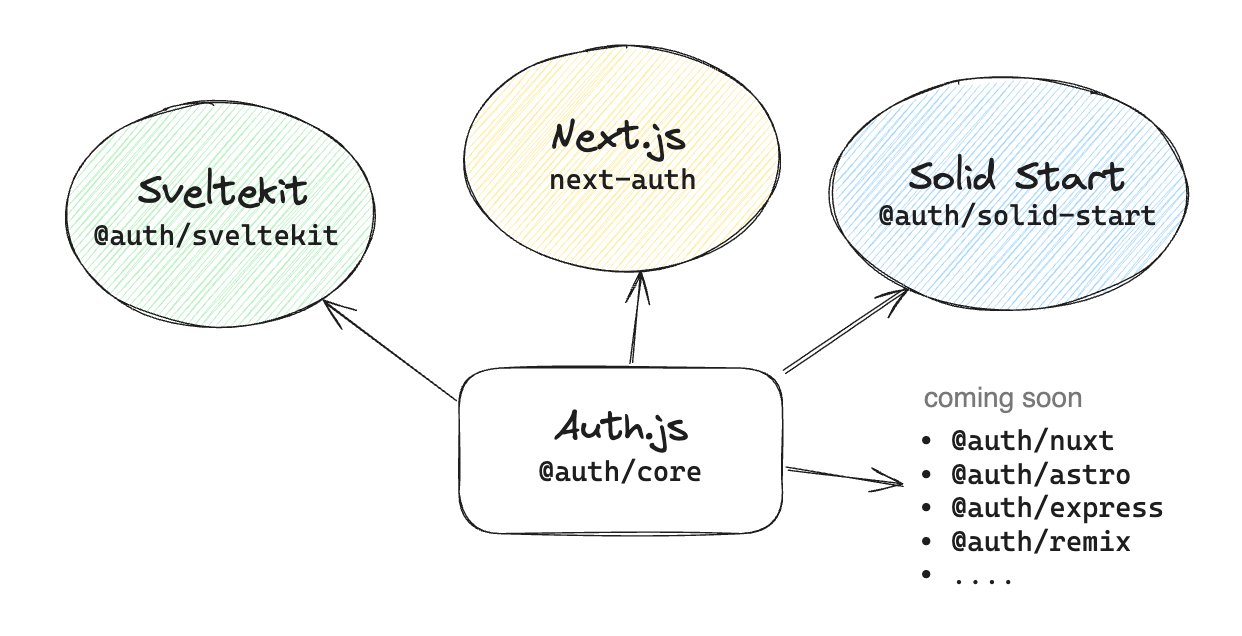 Next.js
next-auth
Sveltekit
@auth/sveltekit
Solid Start
@auth/solid-start
Auth.js
@auth/core
coming soon
• @auth/nuxt
• @auth/astro
• @auth/express
• @auth/remix
• ....